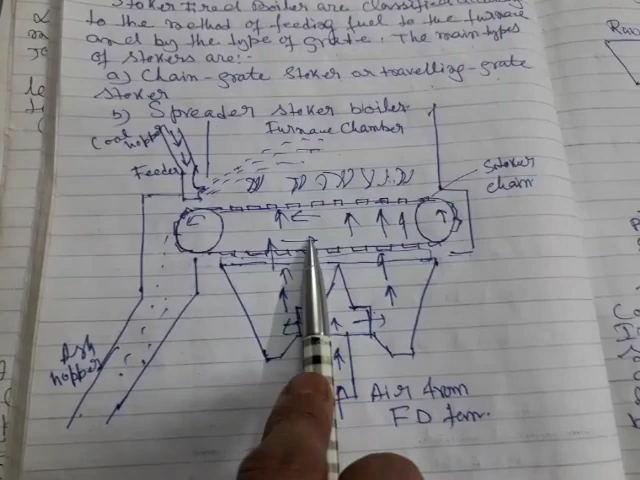 Stoker fired boiler are classified
to the method of feeding fuel to the furnace
and by the type of grate. The main types
of stokers are:-
a) Chain-grate stoker or travelling-grate
stoker
b) Spreader stoker boiler.
Coal hopper
Furnace Chamber
Feeder
Stoker
chain
Ash
hopper
Air from
FD fan.